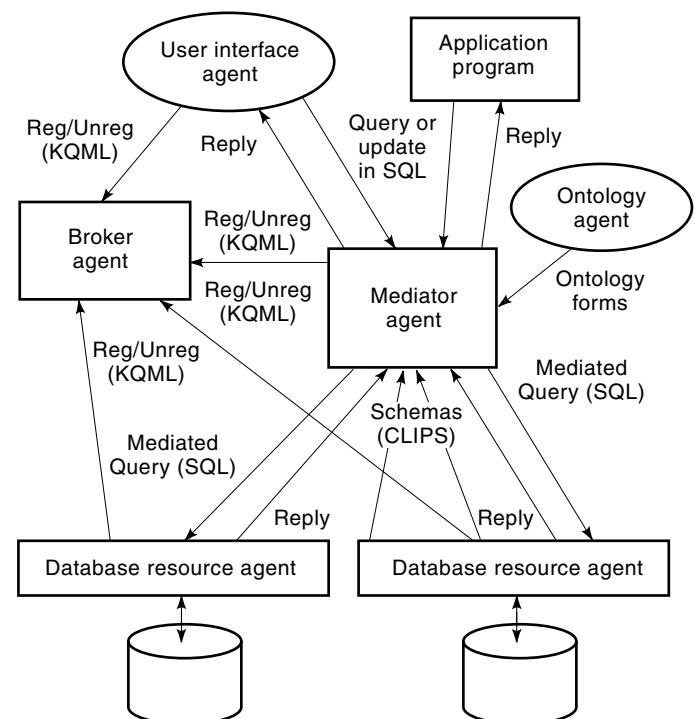 User interface
agent
Application
program
Reg/Unreg
(KQML)
Reply
Query or
update
in SQL
Reply
Ontology
agent
Broker
agent
Reg/Unreg
(KQML)
Reg/Unreg
(KQML)
Mediator
agent
Ontology
forms
Reg/Unreg
(KQML)
Mediated
Query (SQL)
Schemas
(CLIPS)
Mediated
Query (SQL)
Reply
Reply
Database resource agent
Database resource agent